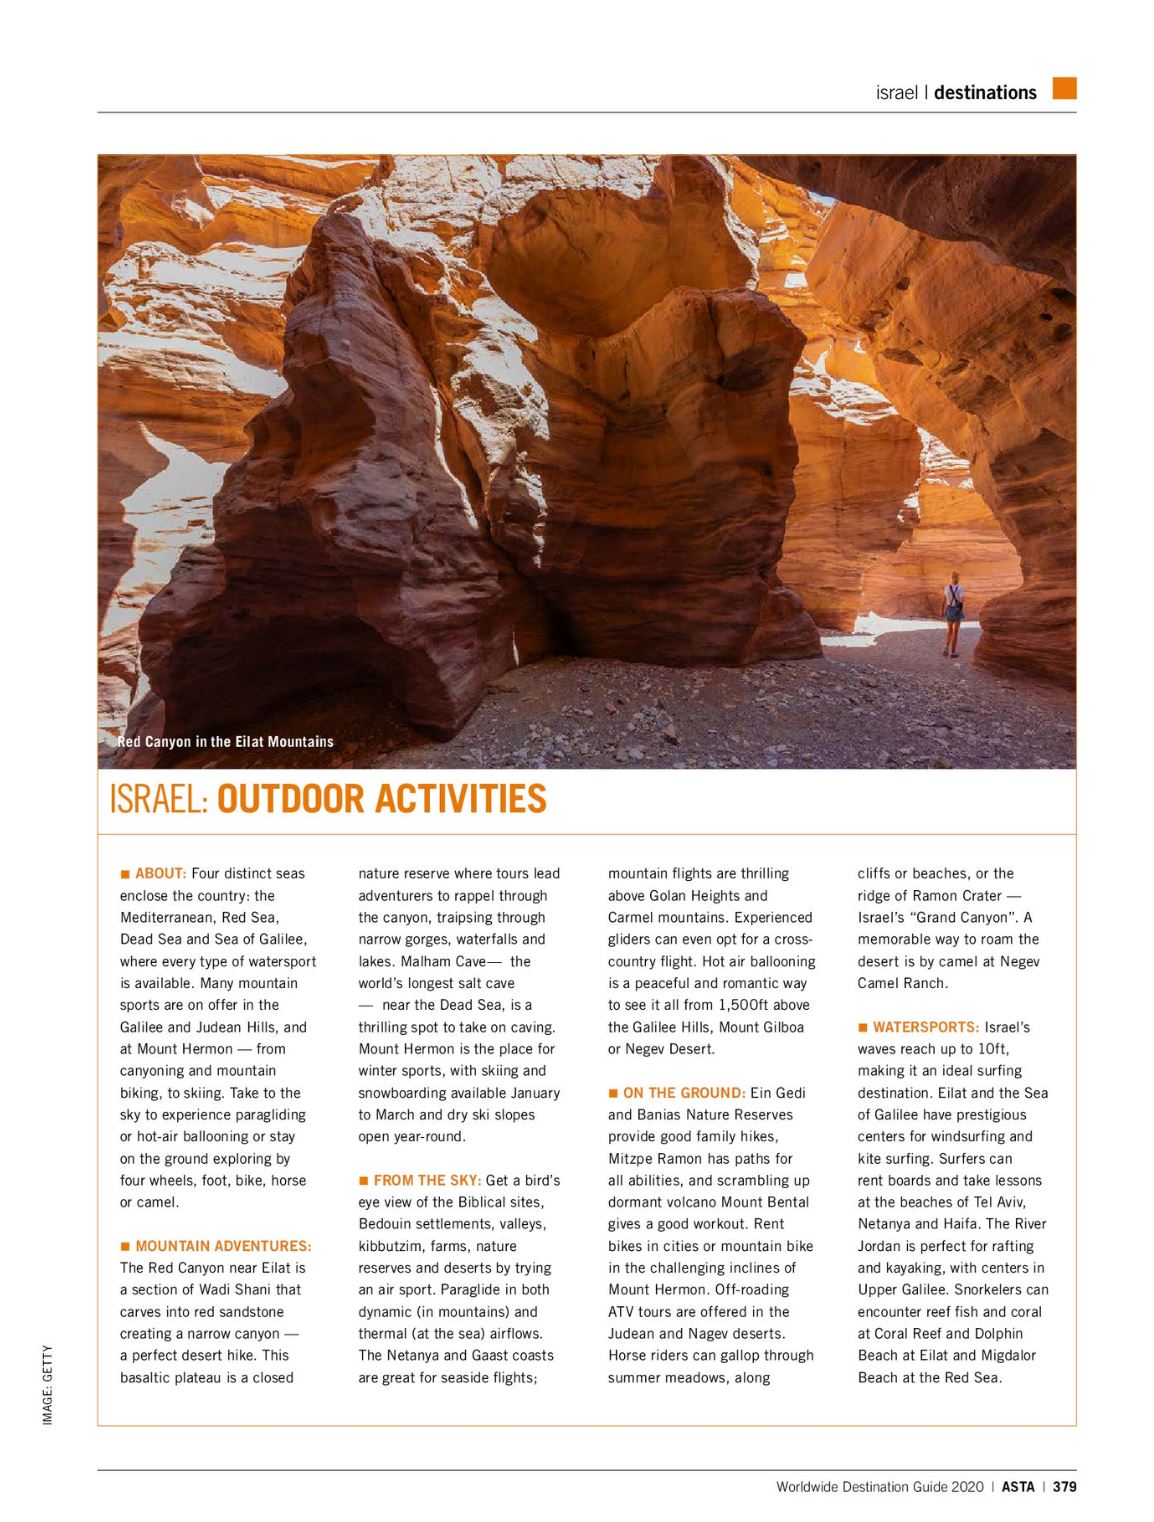 israel | destinations
Red Canyon in the Eilat Mountains
ISRAEL: OUTDOOR ACTIVITIES
■ ABOUT: Four distinct seas
enclose the country: the
Mediterranean, Red Sea,
Dead Sea and Sea of Galilee,
where every type of watersport
is available. Many mountain
sports are on offer in the
Galilee and Judean Hills, and
at Mount Hermon — from
canyoning and mountain
biking, to skiing. Take to the
sky to experience paragliding
or hot-air ballooning or stay
on the ground exploring by
four wheels, foot, bike, horse
or camel.
■ MOUNTAIN ADVENTURES:
The Red Canyon near Eilat is
a section of Wadi Shani that
carves into red sandstone
creating a narrow canyon —
a perfect desert hike. This
basaltic plateau is a closed
nature reserve where tours lead
adventurers to rappel through
the canyon, traipsing through
narrow gorges, waterfalls and
lakes. Malham Cave— the
world's longest salt cave
— near the Dead Sea, is a
thrilling spot to take on caving.
Mount Hermon is the place for
winter sports, with skiing and
snowboarding available January
to March and dry ski slopes
open year-round.
■ FROM THE SKY: Get a bird's
eye view of the Biblical sites,
Bedouin settlements, valleys,
kibbutzim, farms, nature
reserves and deserts by trying
an air sport. Paraglide in both
dynamic (in mountains) and
thermal (at the sea) airflows.
The Netanya and Gaast coasts
are great for seaside flights;
mountain flights are thrilling
above Golan Heights and
Carmel mountains. Experienced
gliders can even opt for a cross-
country flight. Hot air ballooning
is a peaceful and romantic way
to see it all from 1,500ft above
the Galilee Hills, Mount Gilboa
or Negev Desert.
■ ON THE GROUND: Ein Gedi
and Banias Nature Reserves
provide good family hikes,
Mitzpe Ramon has paths for
all abilities, and scrambling up
dormant volcano Mount Bental
gives a good workout. Rent
bikes in cities or mountain bike
in the challenging inclines of
Mount Hermon. Off-roading
ATV tours are offered in the
Judean and Nagev deserts.
Horse riders can gallop through
summer meadows, along
cliffs or beaches, or the
ridge of Ramon Crater —
Israel's “Grand Canyon”. A
memorable way to roam the
desert is by camel at Negev
Camel Ranch.
■ WATERSPORTS: Israel's
waves reach up to 10ft,
making it an ideal surfing
destination. Eilat and the Sea
of Galilee have prestigious
centers for windsurfing and
kite surfing. Surfers can
rent boards and take lessons
at the beaches of Tel Aviv,
Netanya and Haifa. The River
Jordan is perfect for rafting
and kayaking, with centers in
Upper Galilee. Snorkelers can
encounter reef fish and coral
at Coral Reef and Dolphin
Beach at Eilat and Migdalor
Beach at the Red Sea.
IMAGE: GETTY
Worldwide Destination Guide 2020 | ASTA | 379